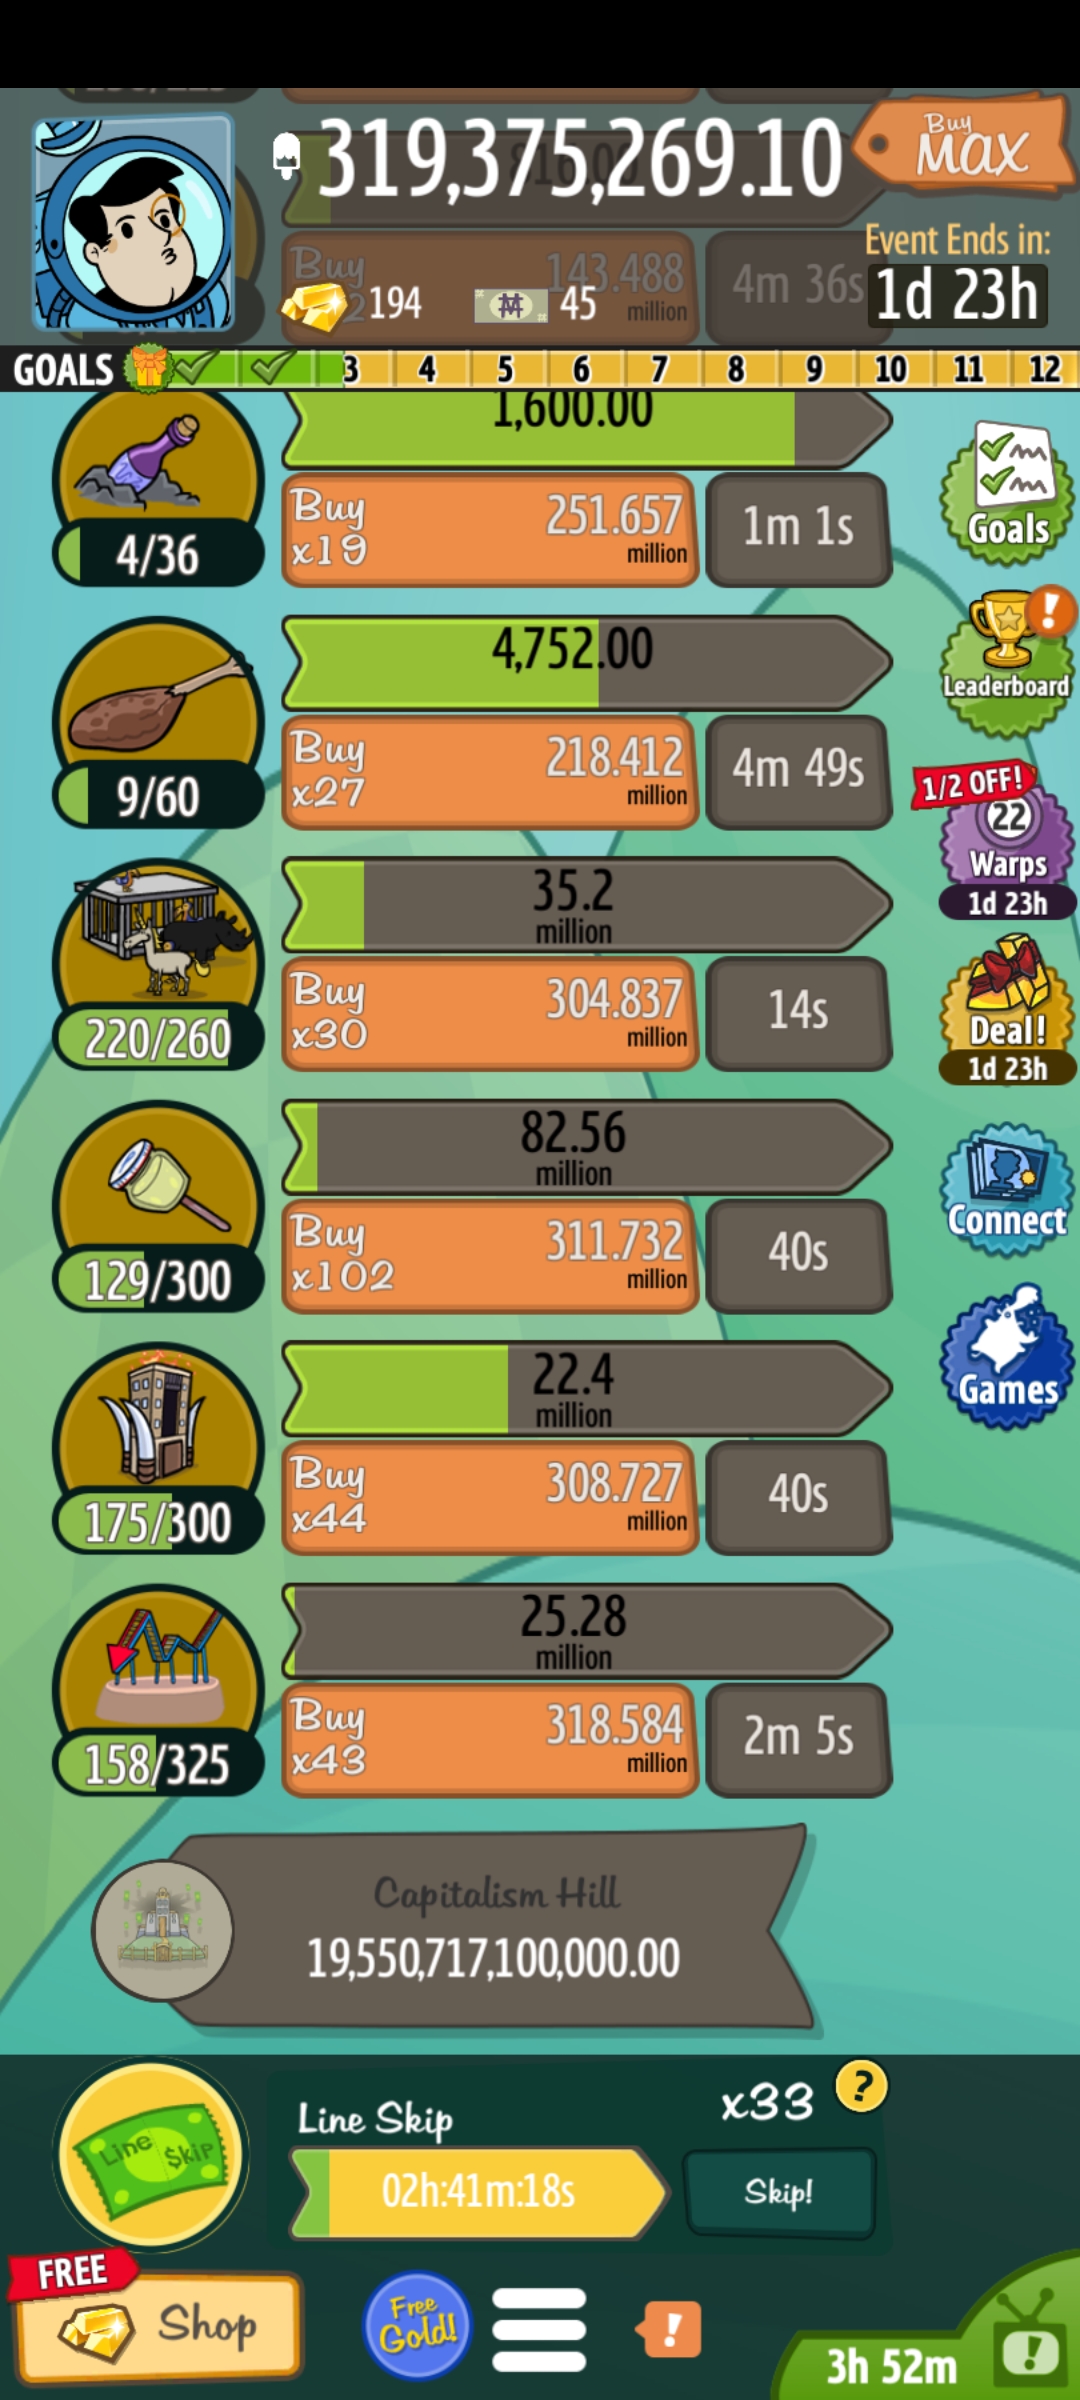 319,375,269.10
Buy
MAX
Event Ends in:
1d 23h
194
45
Buy
143.488
million
4m 36s
GOALS
3 4 5 6 7 8 9 10 11 12
1,600.00
4/36
Buy
x19
251.657
million
1m 1s
Goals
4,752.00
9/60
Buy
x27
218.412
million
4m 49s
Leaderboard
1/2 OFF!
22
Warps
1d 23h
35.2
million
220/260
Buy
x30
304.837
million
14s
Deal!
1d 23h
82.56
million
129/300
Buy
x102
311.732
million
40s
Connect
22.4
million
175/300
Buy
x44
308.727
million
40s
Games
25.28
million
158/325
Buy
x43
318.584
million
2m 5s
Capitalism Hill
19,550,717,100,000.00
Line $kip
Line Skip
x33
?
02h:41m:18s
Skip!
FREE
Shop
Free
Gold!
!
3h 52m
!